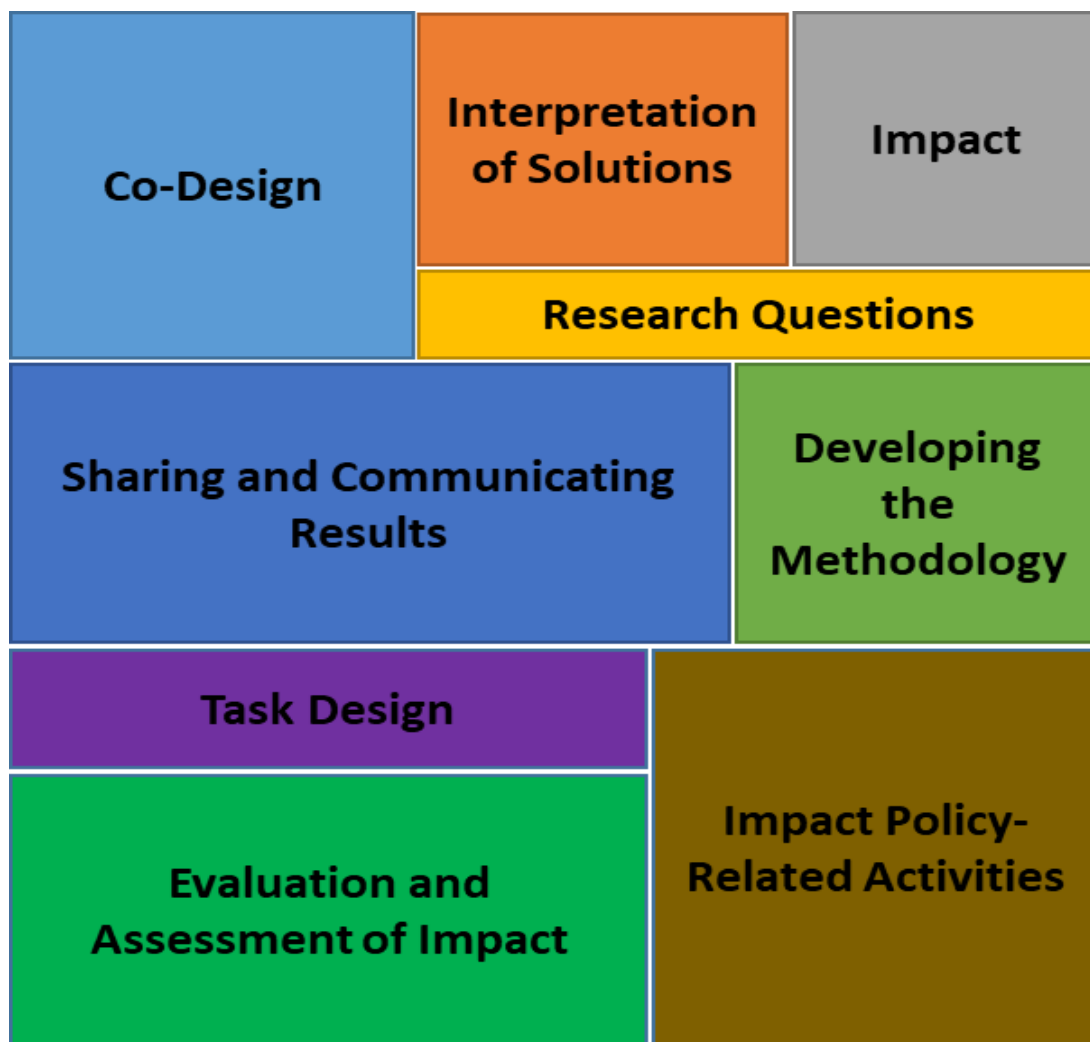 Co-Design
Interpretation
of Solutions
Impact
Research Questions
Sharing and Communicating
Results
Developing
the
Methodology
Task Design
Evaluation and
Assessment of Impact
Impact Policy-
Related Activities